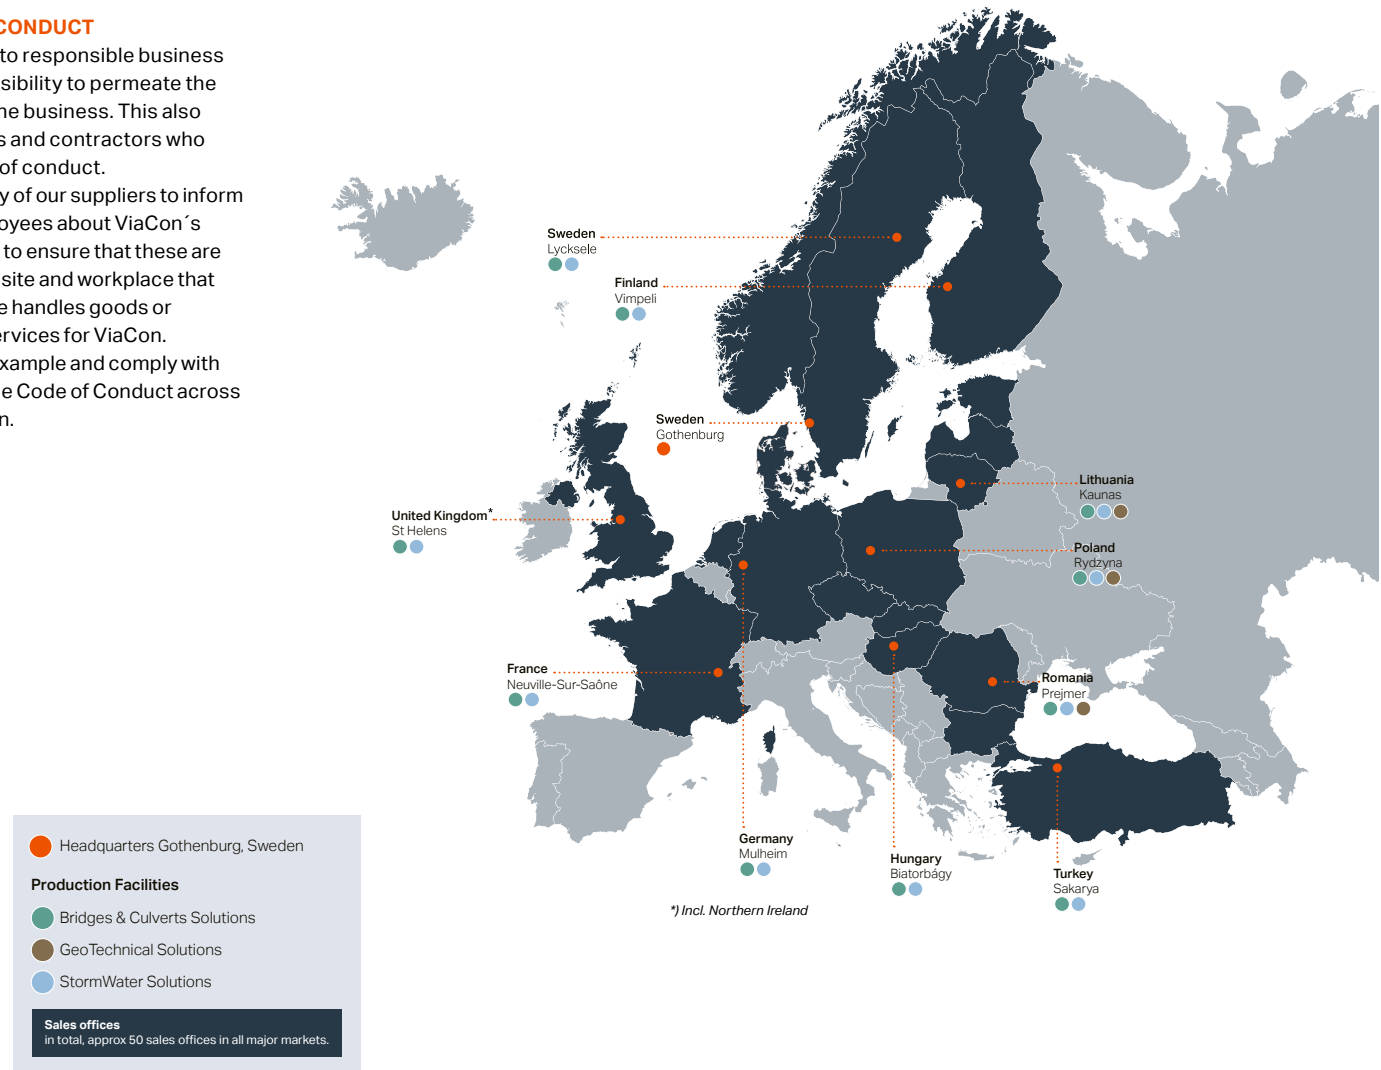 CONDUCT
to responsible business
sibility to permeate the
ne business. This also
s and contractors who
of conduct.
y of our suppliers to inform
oyees about ViaCon´s
to ensure that these are
site and workplace that
e handles goods or
ervices for ViaCon.
example and comply with
e Code of Conduct across
n.
Sweden
Lycksele
Finland
Vimpeli
Sweden
Gothenburg
United Kingdom*
St Helens
Lithuania
Kaunas
Poland
Rydzyna
France
Neuville-Sur-Saône
Romania
Prejmer
Germany
Mulheim
Hungary
Biatorbágy
Turkey
Sakarya
*) Incl. Northern Ireland
Headquarters Gothenburg, Sweden
Production Facilities
Bridges & Culverts Solutions
GeoTechnical Solutions
StormWater Solutions
Sales offices
in total, approx 50 sales offices in all major markets.